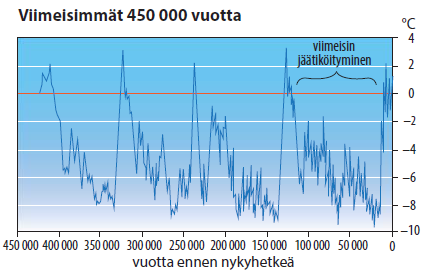 Viimeisimmät 450 000 vuotta
°C
viimeisin
jäätiköityminen
4
2
0
−2
−4
−6
−8
−10
450 000 400 000 350 000 300 000 250 000 200 000 150 000 100 000 50 000 0
vuotta ennen nykyhetkeä